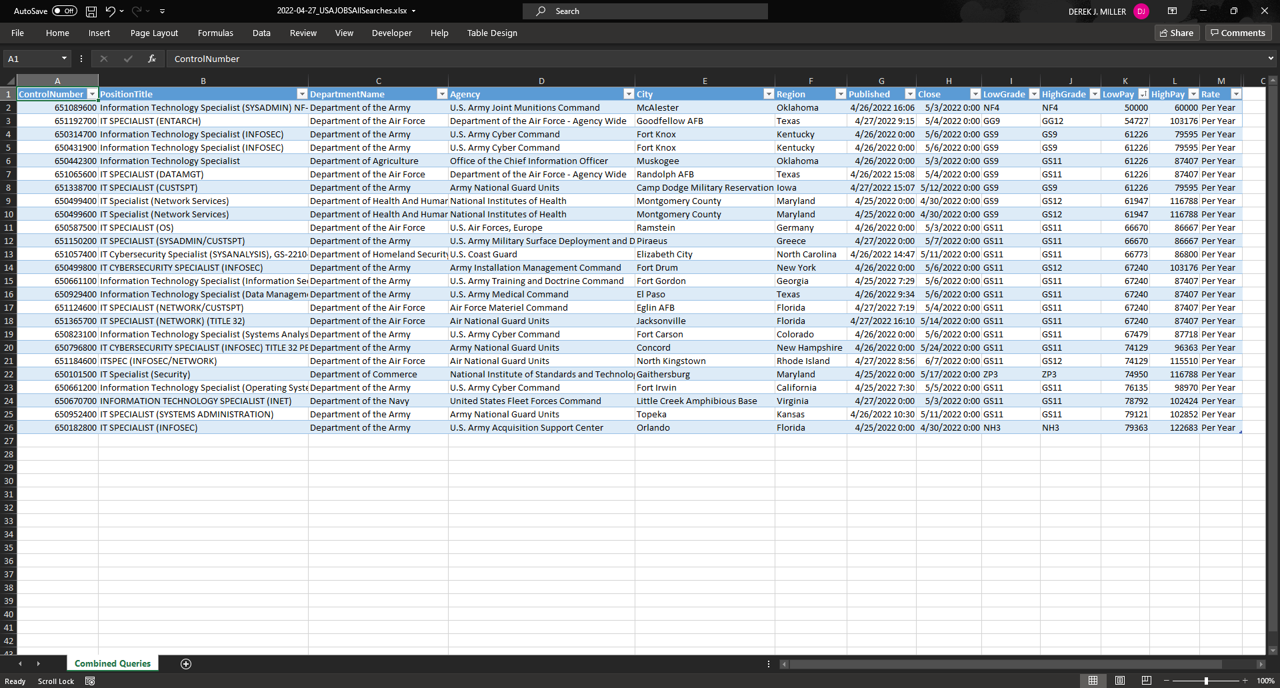 AutoSave Off 2022-04-27_USAJOBSAllSearches.xlsx Search DEREK J. MILLER DJ
File Home Insert Page Layout Formulas Data Review View Developer Help Table Design Share Comments
A1 fx ControlNumber
A B C D E F G H I J K L M
1 ControlNumber PositionTitle DepartmentName Agency City Region Published Close LowGrade HighGrade LowPay HighPay Rate
2 651089600 Information Technology Specialist (SYSADMIN) NF- Department of the Army U.S. Army Joint Munitions Command McAlester Oklahoma 4/26/2022 16:06 5/3/2022 0:00 NF4 NF4 50000 60000 Per Year
3 651192700 IT SPECIALIST (ENTARCH) Department of the Air Force Department of the Air Force - Agency Wide Goodfellow AFB Texas 4/27/2022 9:15 5/4/2022 0:00 GG9 GG12 54727 103176 Per Year
4 650314700 Information Technology Specialist (INFOSEC) Department of the Army U.S. Army Cyber Command Fort Knox Kentucky 4/26/2022 0:00 5/6/2022 0:00 GS9 GS9 61226 79595 Per Year
5 650431900 Information Technology Specialist (INFOSEC) Department of the Army U.S. Army Cyber Command Fort Knox Kentucky 4/26/2022 0:00 5/6/2022 0:00 GS9 GS9 61226 79595 Per Year
6 650442300 Information Technology Specialist Department of Agriculture Office of the Chief Information Officer Muskogee Oklahoma 4/26/2022 0:00 5/3/2022 0:00 GS9 GS11 61226 87407 Per Year
7 651065600 IT SPECIALIST (DATAMGT) Department of the Air Force Department of the Air Force - Agency Wide Randolph AFB Texas 4/26/2022 15:08 5/4/2022 0:00 GS9 GS11 61226 87407 Per Year
8 651338700 IT SPECIALIST (CUSTSPT) Department of the Army Army National Guard Units Camp Dodge Military Reservation Iowa 4/27/2022 15:07 5/12/2022 0:00 GS9 GS9 61226 79595 Per Year
9 650499400 IT Specialist (Network Services) Department of Health And Human National Institutes of Health Montgomery County Maryland 4/25/2022 0:00 4/30/2022 0:00 GS9 GS12 61947 116788 Per Year
10 650499600 IT Specialist (Network Services) Department of Health And Human National Institutes of Health Montgomery County Maryland 4/25/2022 0:00 4/30/2022 0:00 GS9 GS12 61947 116788 Per Year
11 650587500 IT SPECIALIST (OS) Department of the Air Force U.S. Air Forces, Europe Ramstein Germany 4/26/2022 0:00 5/3/2022 0:00 GS11 GS11 66670 86667 Per Year
12 651150200 IT SPECIALIST (SYSADMIN/CUSTSPT) Department of the Army U.S. Army Military Surface Deployment and D Piraeus Greece 4/27/2022 0:00 5/7/2022 0:00 GS11 GS11 66670 86667 Per Year
13 651057400 IT Cybersecurity Specialist (SYSANALYSIS), GS-2210- Department of Homeland Security U.S. Coast Guard Elizabeth City North Carolina 4/26/2022 14:47 5/11/2022 0:00 GS11 GS11 66773 86800 Per Year
14 650499800 IT CYBERSECURITY SPECIALIST (INFOSEC) Department of the Army Army Installation Management Command Fort Drum New York 4/26/2022 0:00 5/6/2022 0:00 GS11 GS12 67240 103176 Per Year
15 650661100 Information Technology Specialist (Information Sec Department of the Army U.S. Army Training and Doctrine Command Fort Gordon Georgia 4/25/2022 7:29 5/6/2022 0:00 GS11 GS11 67240 87407 Per Year
16 650929400 Information Technology Specialist (Data Managem Department of the Army U.S. Army Medical Command El Paso Texas 4/26/2022 9:34 5/6/2022 0:00 GS11 GS11 67240 87407 Per Year
17 651124600 IT SPECIALIST (NETWORK/CUSTSPT) Department of the Air Force Air Force Materiel Command Eglin AFB Florida 4/27/2022 7:19 5/4/2022 0:00 GS11 GS11 67240 87407 Per Year
18 651365700 IT SPECIALIST (NETWORK) (TITLE 32) Department of the Air Force Air National Guard Units Jacksonville Florida 4/27/2022 16:10 5/14/2022 0:00 GS11 GS11 67240 87407 Per Year
19 650823100 Information Technology Specialist (Systems Analys Department of the Army U.S. Army Cyber Command Fort Carson Colorado 4/26/2022 0:00 5/6/2022 0:00 GS11 GS11 67479 87718 Per Year
20 650796800 IT CYBERSECURITY SPECIALIST (INFOSEC) TITLE 32 PE Department of the Army Army National Guard Units Concord New Hampshire 4/26/2022 0:00 5/24/2022 0:00 GS11 GS11 74129 96363 Per Year
21 651184600 ITSPEC (INFOSEC/NETWORK) Department of the Air Force Air National Guard Units North Kingstown Rhode Island 4/27/2022 8:56 6/7/2022 0:00 GS11 GS12 74129 115510 Per Year
22 650101500 IT Specialist (Security) Department of Commerce National Institute of Standards and Technolo Gaithersburg Maryland 4/25/2022 0:00 5/17/2022 0:00 ZP3 ZP3 74950 116788 Per Year
23 650661200 Information Technology Specialist (Operating Syste Department of the Army U.S. Army Cyber Command Fort Irwin California 4/25/2022 7:30 5/5/2022 0:00 GS11 GS11 76135 98970 Per Year
24 650670700 INFORMATION TECHNOLOGY SPECIALIST (INET) Department of the Navy United States Fleet Forces Command Little Creek Amphibious Base Virginia 4/27/2022 0:00 5/3/2022 0:00 GS11 GS11 78792 102424 Per Year
25 650952400 IT SPECIALIST (SYSTEMS ADMINISTRATION) Department of the Army Army National Guard Units Topeka Kansas 4/26/2022 10:30 5/11/2022 0:00 GS11 GS11 79121 102852 Per Year
26 650182800 IT SPECIALIST (INFOSEC) Department of the Army U.S. Army Acquisition Support Center Orlando Florida 4/25/2022 0:00 4/30/2022 0:00 NH3 NH3 79363 122683 Per Year
27
28
29
30
31
32
33
34
35
36
37
38
39
40
41
42
Combined Queries
Ready Scroll Lock 100%